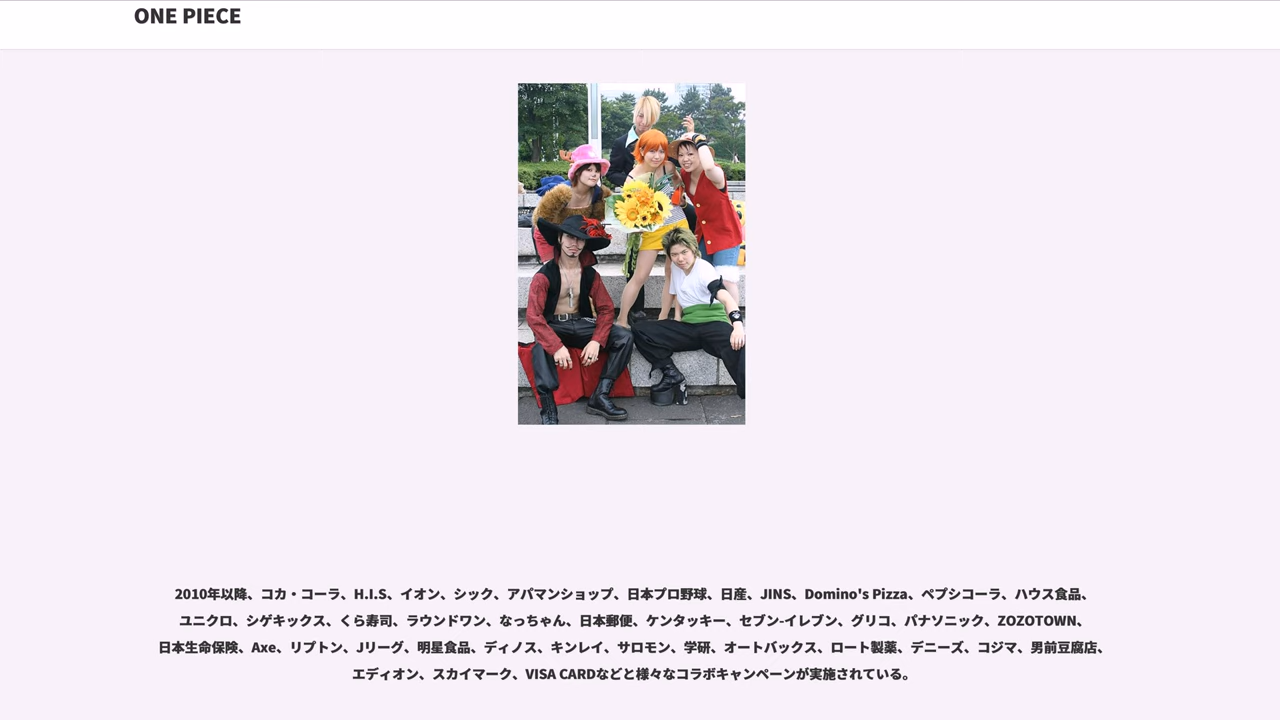 ONE PIECE
2010年以降、コカ・コーラ、H.I.S、イオン、シック、アパマンショップ、日本プロ野球、日産、JINS、Domino's Pizza、ペプシコーラ、ハウス食品、
ユニクロ、シゲキックス、くら寿司、ラウンドワン、なっちゃん、日本郵便、ケンタッキー、セブン-イレブン、グリコ、パナソニック、ZOZOTOWN、
日本生命保険、Axe、リプトン、Jリーグ、明星食品、ディノス、キンレイ、サロモン、学研、オートバックス、ロート製薬、デニーズ、コジマ、男前豆腐店、
エディオン、スカイマーク、VISA CARDなどと様々なコラボキャンペーンが実施されている。